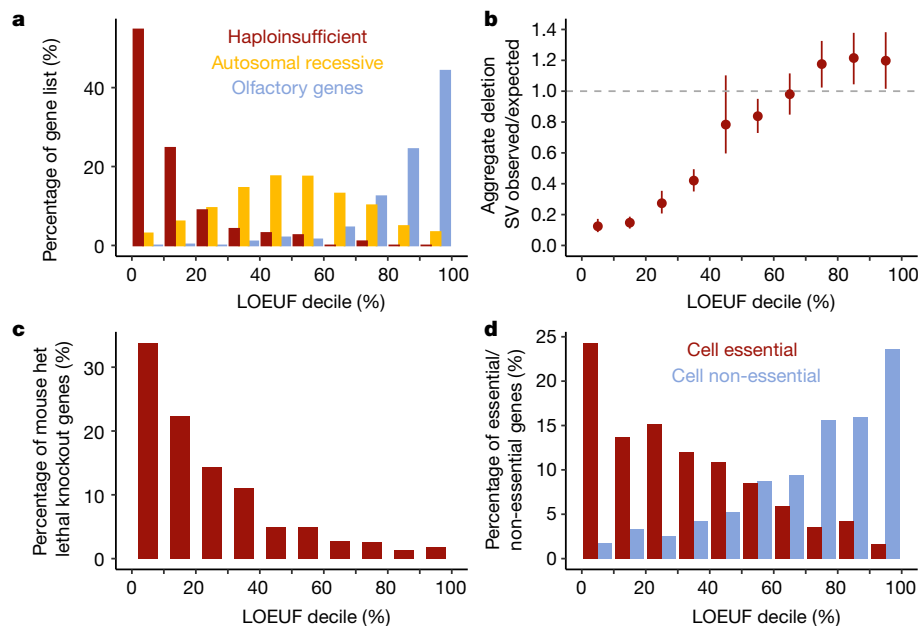 a
Percentage of gene list (%)
40
20
0
Haploinsufficient
Autosomal recessive
Olfactory genes
0 20 40 60 80 100
LOEUF decile (%)
b
Aggregate deletion
SV observed/expected
1.4
1.2
1.0
0.8
0.6
0.4
0.2
0.0
0 20 40 60 80 100
LOEUF decile (%)
c
Percentage of mouse het
lethal knockout genes (%)
30
20
10
0
0 20 40 60 80 100
LOEUF decile (%)
d
Percentage of essential/
non-essential genes (%)
25
20
15
10
5
0
Cell essential
Cell non-essential
0 20 40 60 80 100
LOEUF decile (%)